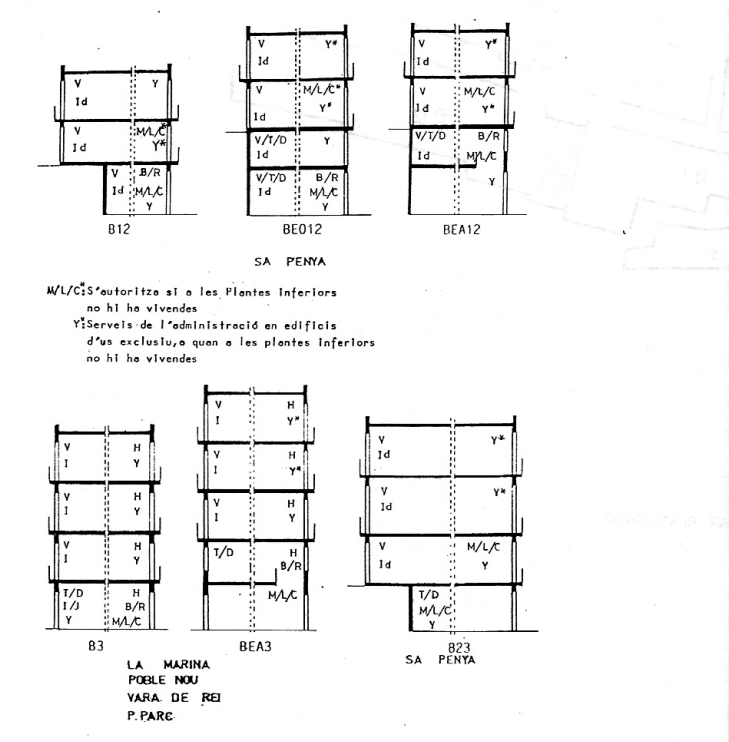 V Y* V Y*
Id Id
V Y V M/L/C* V M/L/C
Id Y* Y*
V M/L/C* Id Id
Id Y* V/T/D Y V/T/D B/R
Id Id M/L/C
V B/R V/T/D B/R
Id M/L/C Id M/L/C Y
Y Y
B12 BE012 BEA12
SA PENYA
M/L/C*:S'autoritza si a les Plantes inferiors
no hi ha vivendes
Y*:Serveis de l'administració en edificis
d'us exclusiu,o quan a les plantes inferiors
no hi ha vivendes
V H
I Y*
V H V H V Y*
I Y I Y* Id
V H V H V Y*
I Y I Y Id
V H T/D H V M/L/C
I Y B/R Id Y
T/D H M/L/C T/D
I/J B/R M/L/C
Y M/L/C Y
B3 BEA3 B23
SA PENYA
LA MARINA
POBLE NOU
VARA DE REI
P.PARC